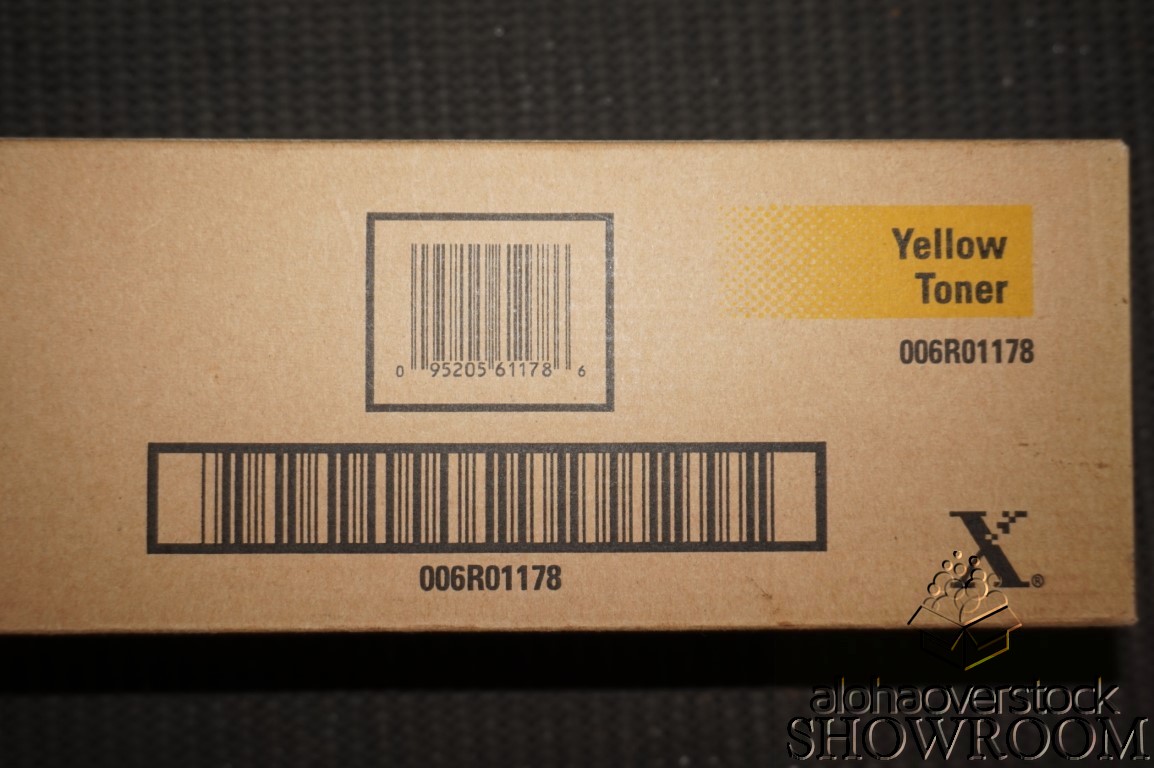 Yellow
Toner
006R01178
0 95205 61178 6
006R01178
X®
alohaoverstock
SHOWROOM